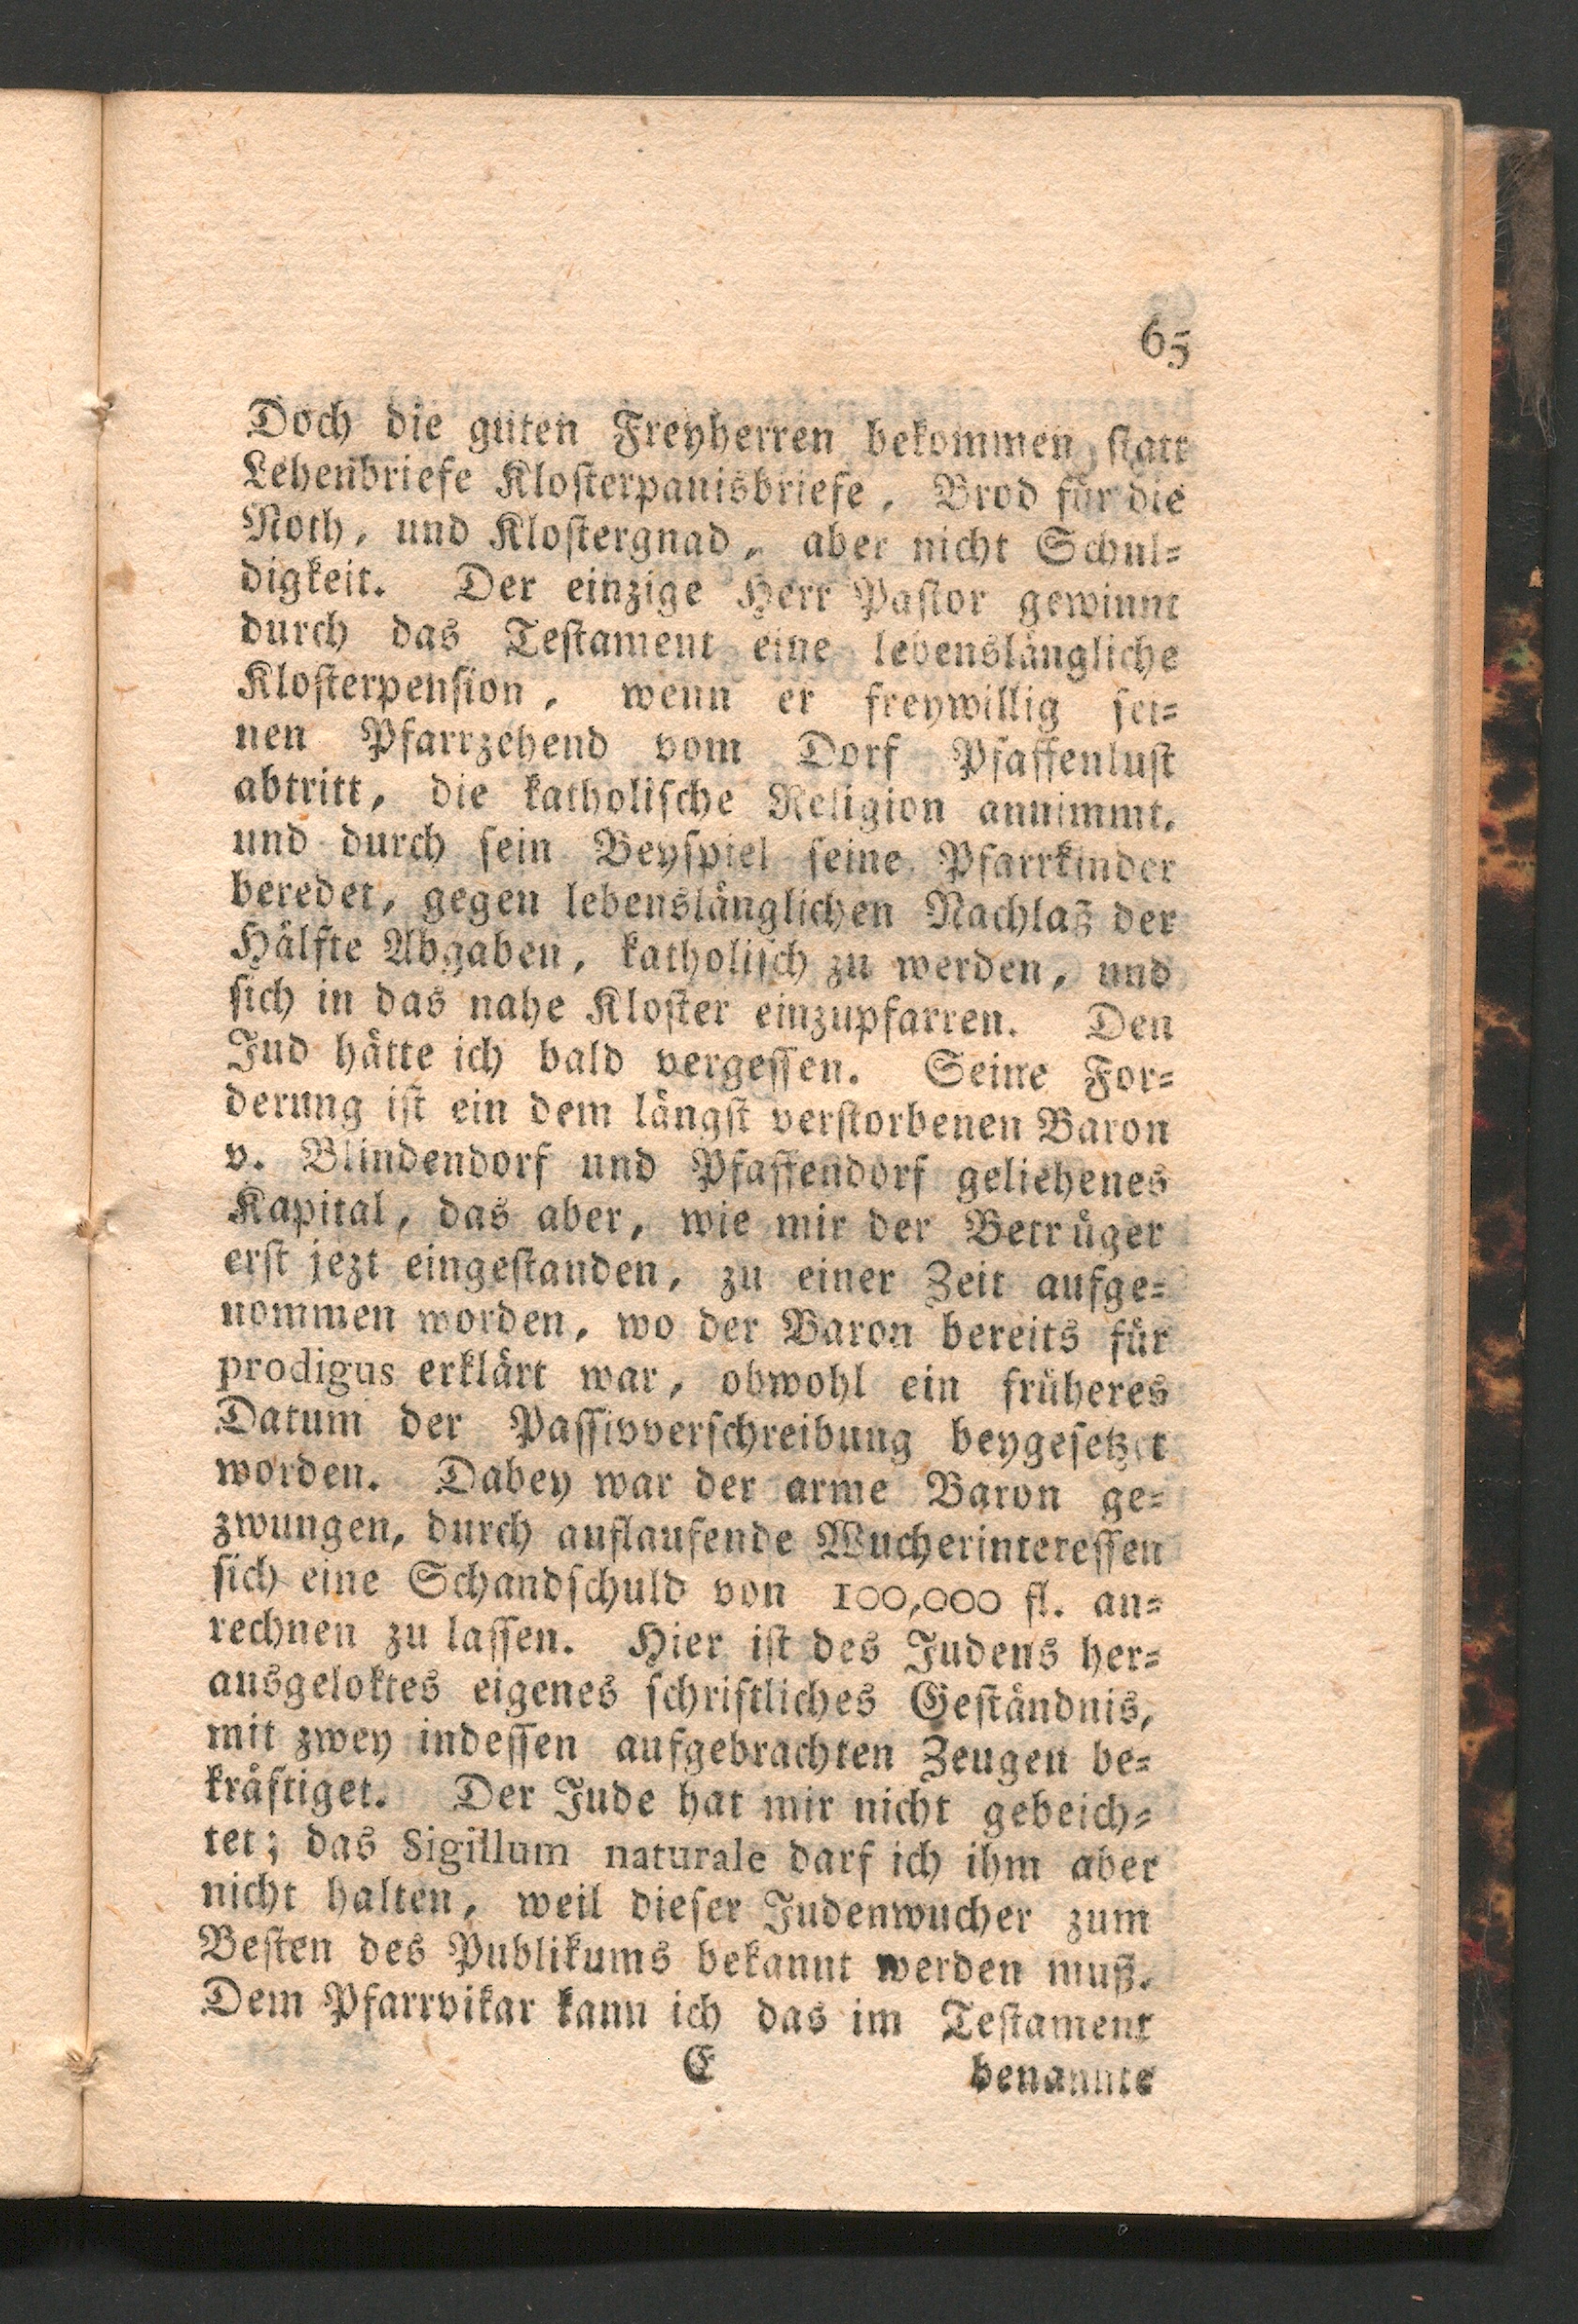 65
Doch die guten Freyherren bekommen statt
Lehenbriefe Klosterpanisbriefe, Brod für die
Noth, und Klostergnad, aber nicht Schul-
digkeit. Der einzige Herr Pastor gewinnt
durch das Testament eine lebenslängliche
Klosterpension, wenn er freywillig sei-
nen Pfarrzehend vom Dorf Pfaffenlust
abtritt, die katholische Religion annimmt,
und durch sein Beyspiel seine Pfarrkinder
beredet, gegen lebenslänglichen Nachlaß der
Hälfte Abgaben, katholisch zu werden, und
sich in das nahe Kloster einzupfarren. Den
Jud hätte ich bald vergessen. Seine For-
derung ist ein dem längst verstorbenen Baron
v. Blindendorf und Pfaffendorf geliehenes
Kapital, das aber, wie mir der Betrüger
erst jezt eingestanden, zu einer Zeit aufge-
nommen worden, wo der Baron bereits für
prodigus erklärt war, obwohl ein früheres
Datum der Passivverschreibung beygesetzet
worden. Dabey war der arme Baron ge-
zwungen, durch auflaufende Wucherinteressen
sich eine Schandschuld von 100,000 fl. an-
rechnen zu lassen. Hier ist des Judens her-
ausgeloktes eigenes schriftliches Geständnis,
mit zwey indessen aufgebrachten Zeugen be-
kräftiget. Der Jude hat mir nicht gebeich-
tet; das Sigillum naturale darf ich ihm aber
nicht halten, weil dieser Judenwucher zum
Besten des Publikums bekannt werden muß.
Dem Pfarrvikar kann ich das im Testament
E benannte